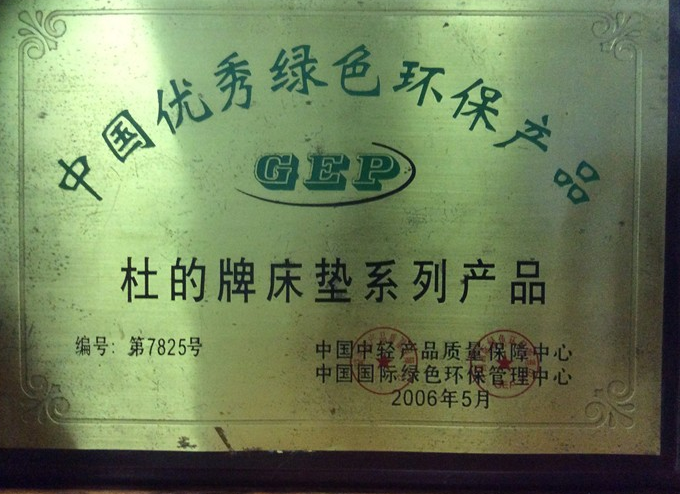 中国优秀绿色环保产品
GEP
杜的牌床垫系列产品
编号:第7825号
中国中轻产品质量保障中心
中国国际绿色环保管理中心
2006年5月